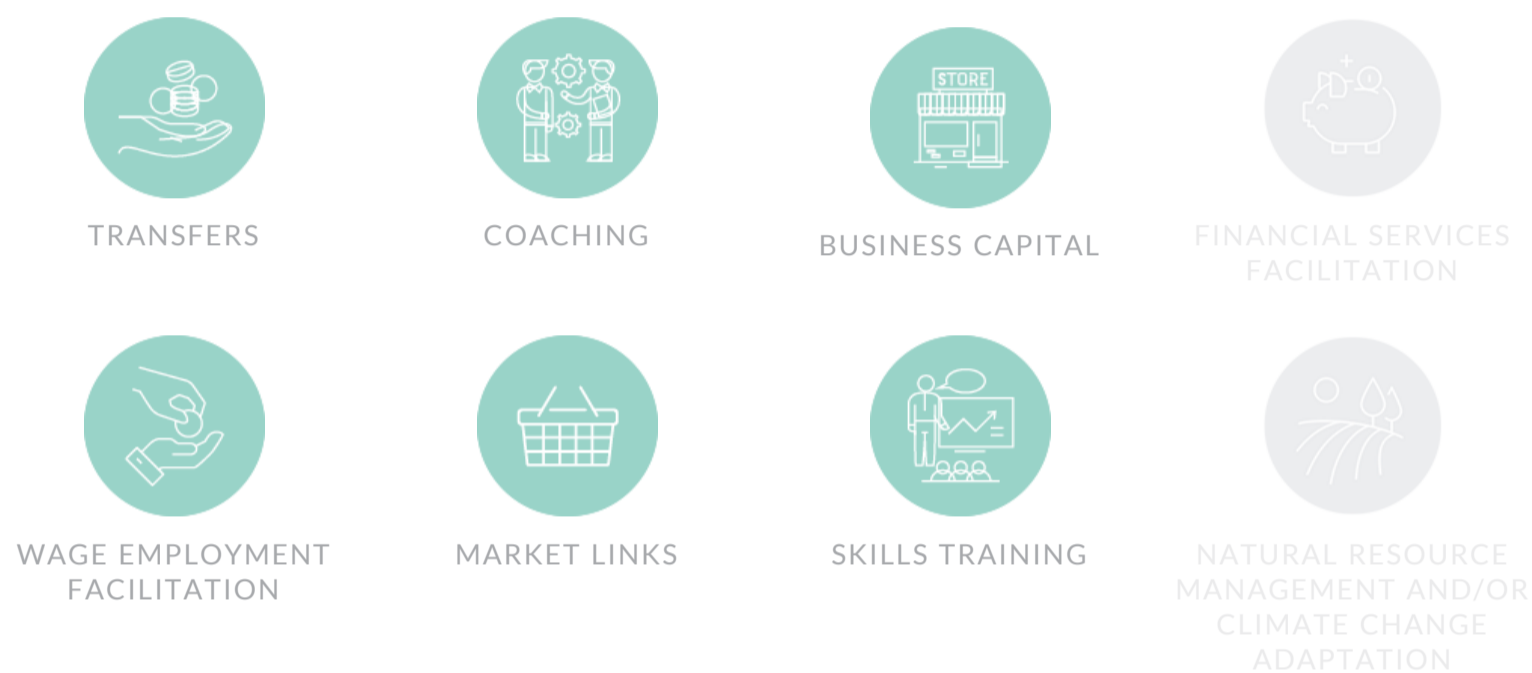 STORE
TRANSFERS
COACHING
BUSINESS CAPITAL
FINANCIAL SERVICES
FACILITATION
WAGE EMPLOYMENT
FACILITATION
MARKET LINKS
SKILLS TRAINING
NATURAL RESOURCE
MANAGEMENT AND/OR
CLIMATE CHANGE
ADAPTATION